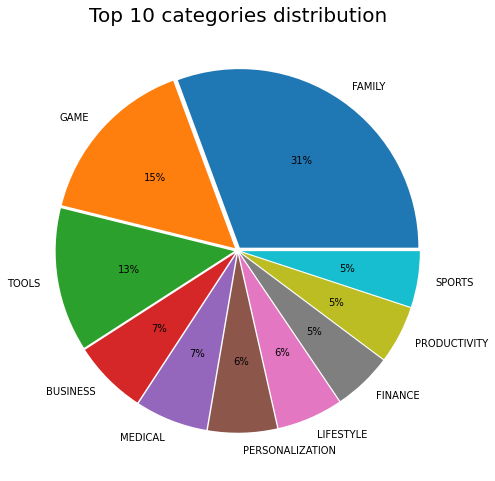 Top 10 categories distribution
FAMILY
31%
GAME
15%
TOOLS
13%
BUSINESS
7%
MEDICAL
7%
PERSONALIZATION
6%
LIFESTYLE
6%
FINANCE
5%
PRODUCTIVITY
5%
SPORTS
5%